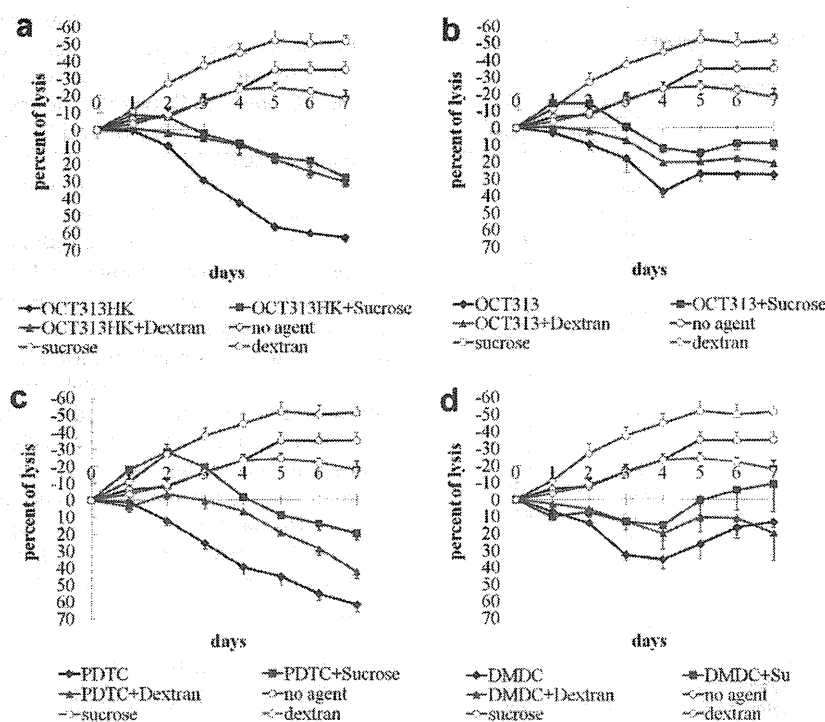 a
percent of lysis
-60
-50
-40
-30
-20
-10
0
10
20
30
40
50
60
70
0 1 2 3 4 5 6 7
days
OCT313HK OCT313HK+Sucrose
OCT313HK+Dextran no agent
sucrose dextran
b
percent of lysis
-60
-50
-40
-30
-20
-10
0
10
20
30
40
50
60
70
0 1 2 3 4 5 6 7
days
OCT313 OCT313+Sucrose
OCT313+Dextran no agent
sucrose dextran
c
percent of lysis
-60
-50
-40
-30
-20
-10
0
10
20
30
40
50
60
70
0 1 2 3 4 5 6 7
days
PDTC PDTC+Sucrose
PDTC+Dextran no agent
sucrose dextran
d
percent of lysis
-60
-50
-40
-30
-20
-10
0
10
20
30
40
50
60
70
0 1 2 3 4 5 6 7
days
DMDC DMDC+Su
DMDC+Dextran no agent
sucrose dextran